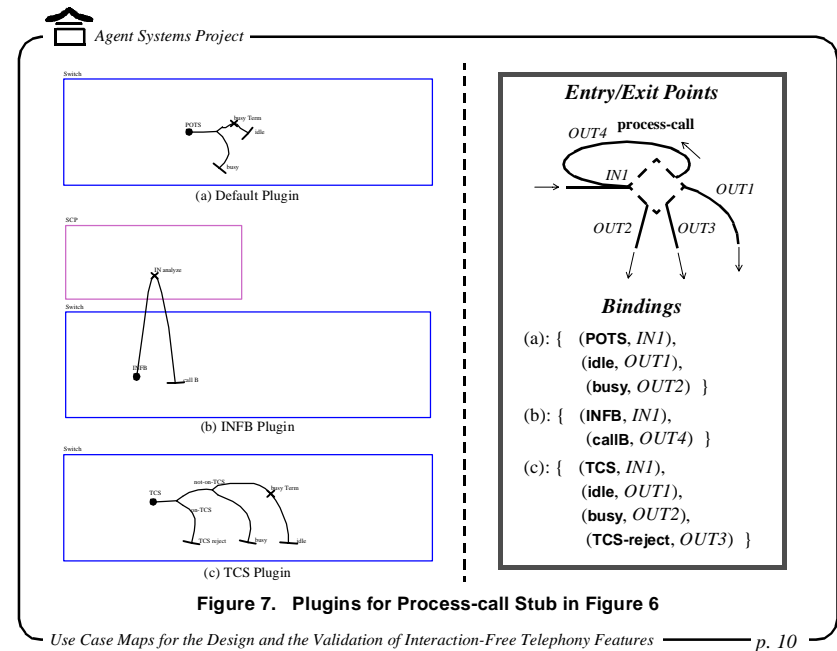 Agent Systems Project
Switch
POTS
busy Term
idle
busy
(a) Default Plugin
SCP
IN analyze
Switch
INFB
call B
(b) INFB Plugin
Switch
TCS
not-on-TCS
busy Term
on-TCS
TCS reject
busy
idle
(c) TCS Plugin
Entry/Exit Points
process-call
OUT4
IN1
OUT1
OUT2
OUT3
Bindings
(a): { (POTS, IN1),
(idle, OUT1),
(busy, OUT2) }
(b): { (INFB, IN1),
(callB, OUT4) }
(c): { (TCS, IN1),
(idle, OUT1),
(busy, OUT2),
(TCS-reject, OUT3) }
Figure 7. Plugins for Process-call Stub in Figure 6
Use Case Maps for the Design and the Validation of Interaction-Free Telephony Features
p. 10